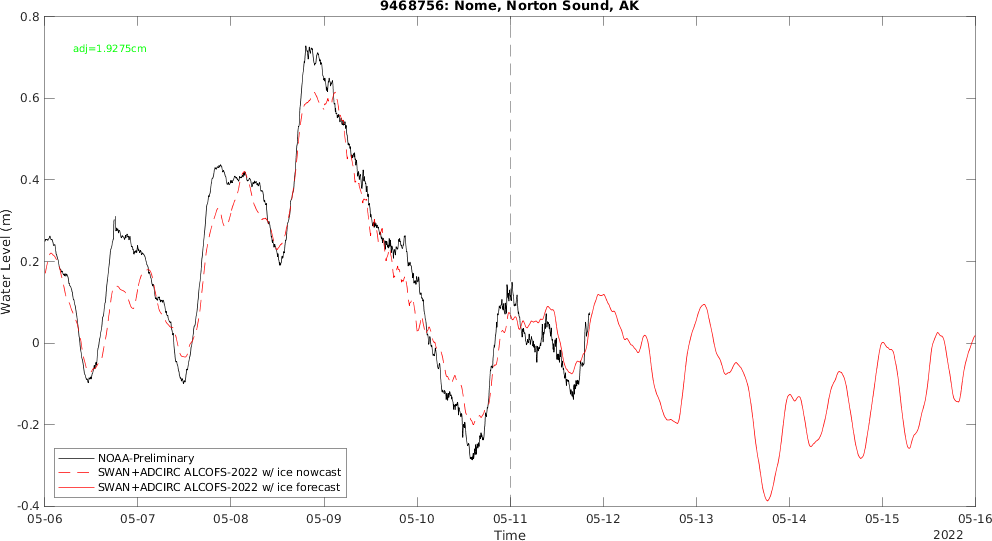 9468756: Nome, Norton Sound, AK
adj=1.9275cm
Water Level (m)
0.8
0.6
0.4
0.2
0
-0.2
-0.4
NOAA-Preliminary
SWAN+ADCIRC ALCOFS-2022 w/ ice nowcast
SWAN+ADCIRC ALCOFS-2022 w/ ice forecast
05-06 05-07 05-08 05-09 05-10 05-11 05-12 05-13 05-14 05-15 05-16
Time
2022